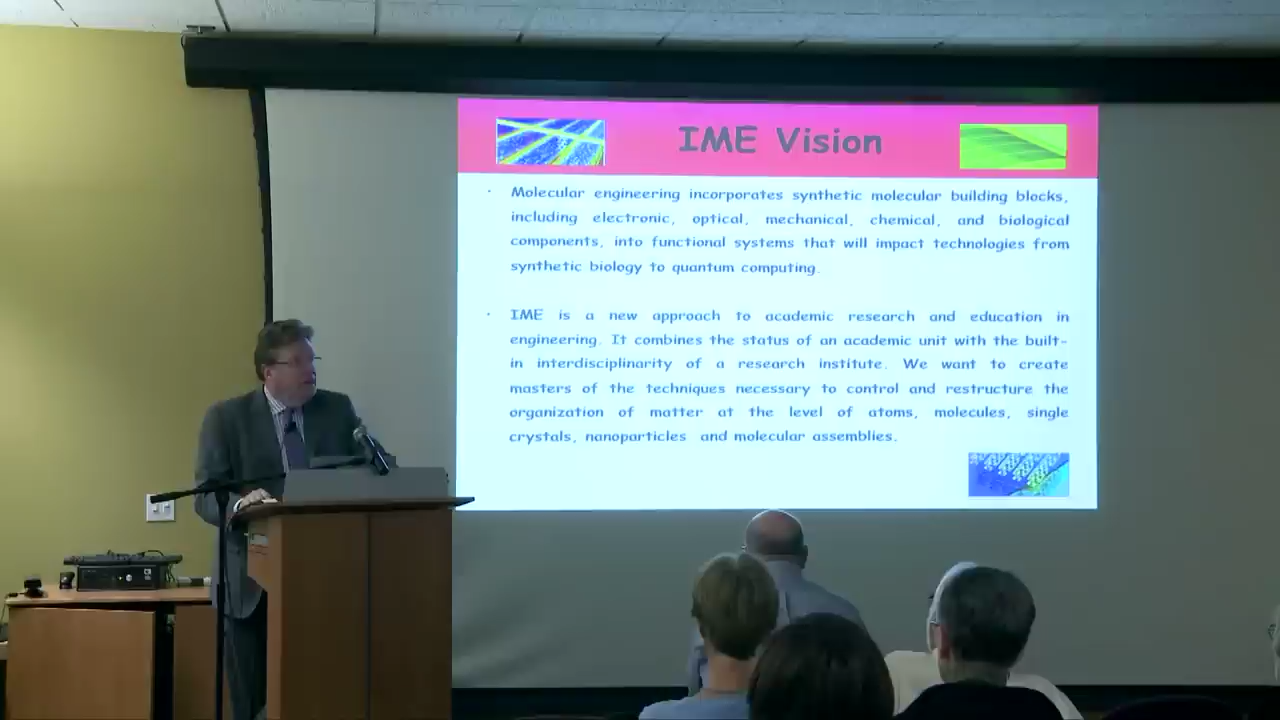 IME Vision
· Molecular engineering incorporates synthetic molecular building blocks,
including electronic, optical, mechanical, chemical, and biological
components, into functional systems that will impact technologies from
synthetic biology to quantum computing.
· IME is a new approach to academic research and education in
engineering. It combines the status of an academic unit with the built-
in interdisciplinarity of a research institute. We want to create
masters of the techniques necessary to control and restructure the
organization of matter at the level of atoms, molecules, single
crystals, nanoparticles and molecular assemblies.